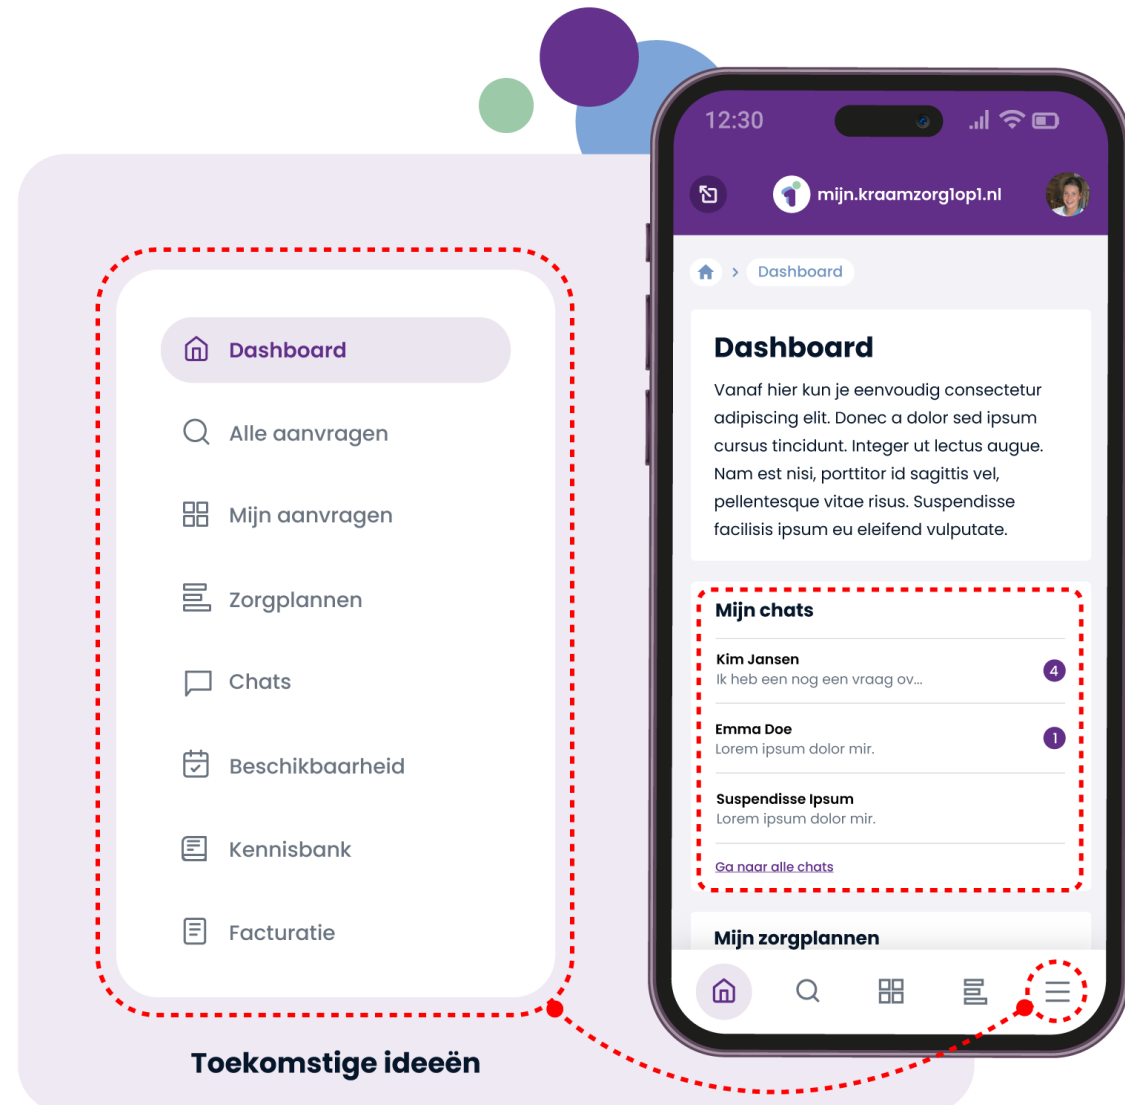 12:30
mijn.kraamzorg1op1.nl
Dashboard
Dashboard
Alle aanvragen
Mijn aanvragen
Zorgplannen
Chats
Beschikbaarheid
Kennisbank
Facturatie
Toekomstige ideeën
Dashboard
Vanaf hier kun je eenvoudig consectetur
adipiscing elit. Donec a dolor sed ipsum
cursus tincidunt. Integer ut lectus augue.
Nam est nisi, porttitor id sagittis vel,
pellentesque vitae risus. Suspendisse
facilisis ipsum eu eleifend vulputate.
Mijn chats
Kim Jansen
Ik heb een nog een vraag ov...
4
Emma Doe
Lorem ipsum dolor mir.
1
Suspendisse Ipsum
Lorem ipsum dolor mir.
Ga naar alle chats
Mijn zorgplannen